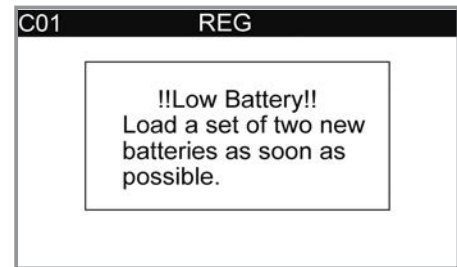 C01 REG
!!Low Battery!!
Load a set of two new
batteries as soon as
possible.